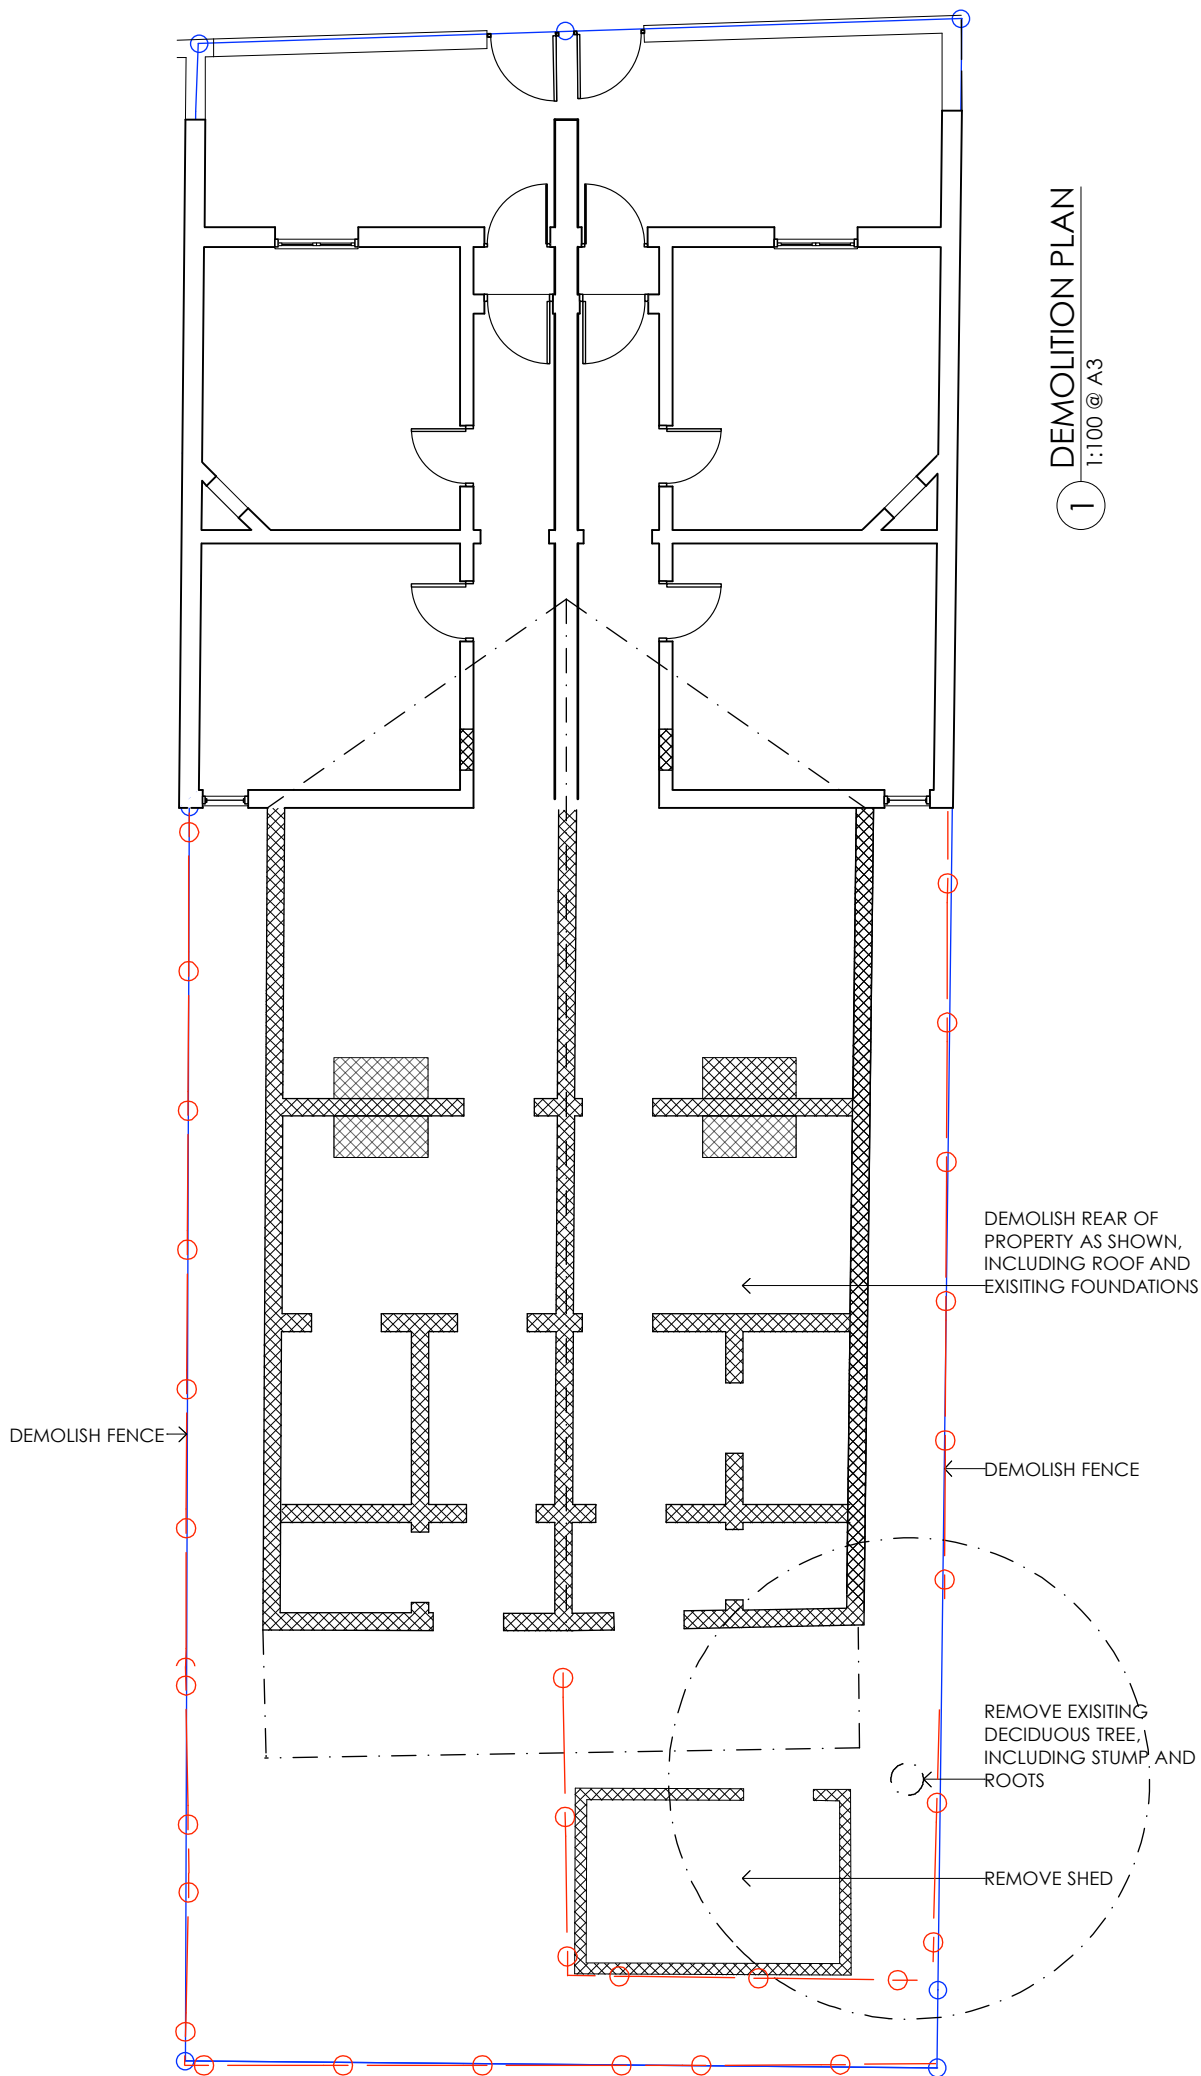 DEMOLITION PLAN
1:100 @ A3
1
DEMOLISH REAR OF
PROPERTY AS SHOWN,
INCLUDING ROOF AND
EXISITING FOUNDATIONS
DEMOLISH FENCE
DEMOLISH FENCE
REMOVE EXISITING
DECIDUOUS TREE,
INCLUDING STUMP AND
ROOTS
REMOVE SHED